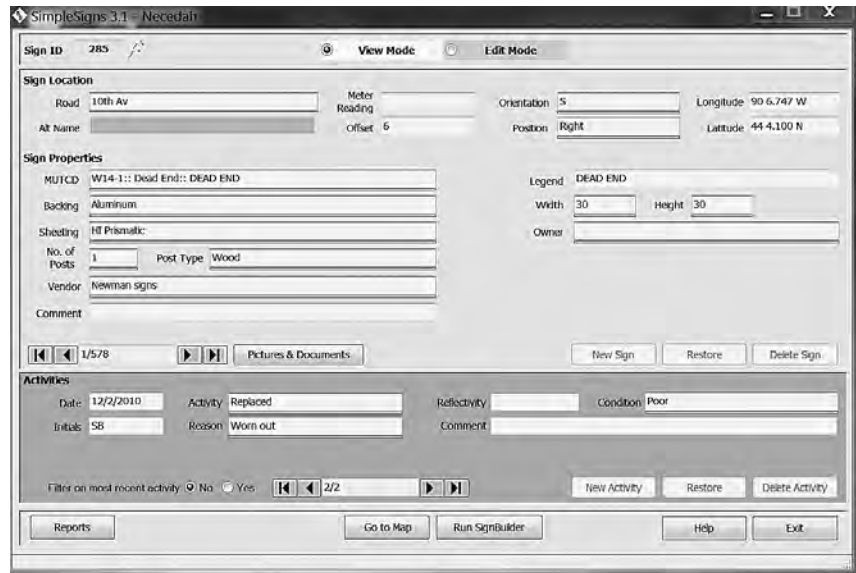 SimpleSigns 3.1 - Necedah
Sign ID 285 View Mode Edit Mode
Sign Location
Road 10th Av Meter Reading Orientation S Longitude 90 6.747 W
Alt Name Offset 6 Position Right Latitude 44 4.100 N
Sign Properties
MUTCD W14-1:: Dead End:: DEAD END Legend DEAD END
Backing Aluminum Width 30 Height 30
Sheeting HI Prismatic Owner
No. of Posts 1 Post Type Wood
Vendor Newman signs
Comment
1/578 Pictures & Documents New Sign Restore Delete Sign
Activities
Date 12/2/2010 Activity Replaced Reflectivity Condition Poor
Initials SB Reason Worn out Comment
Filter on most recent activity No Yes 2/2 New Activity Restore Delete Activity
Reports Go to Map Run SignBuilder Help Exit